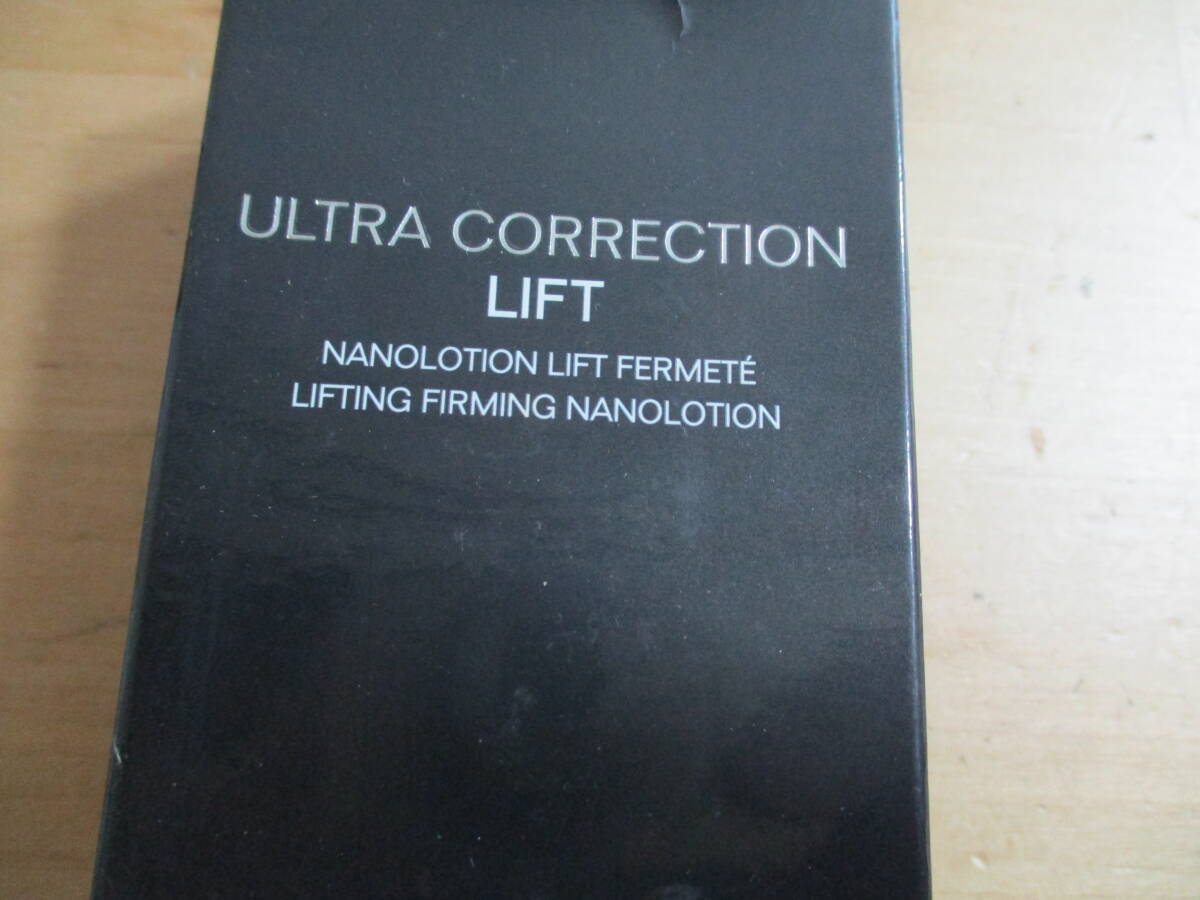 ULTRA CORRECTION
LIFT
NANOLOTION LIFT FERMETÉ
LIFTING FIRMING NANOLOTION